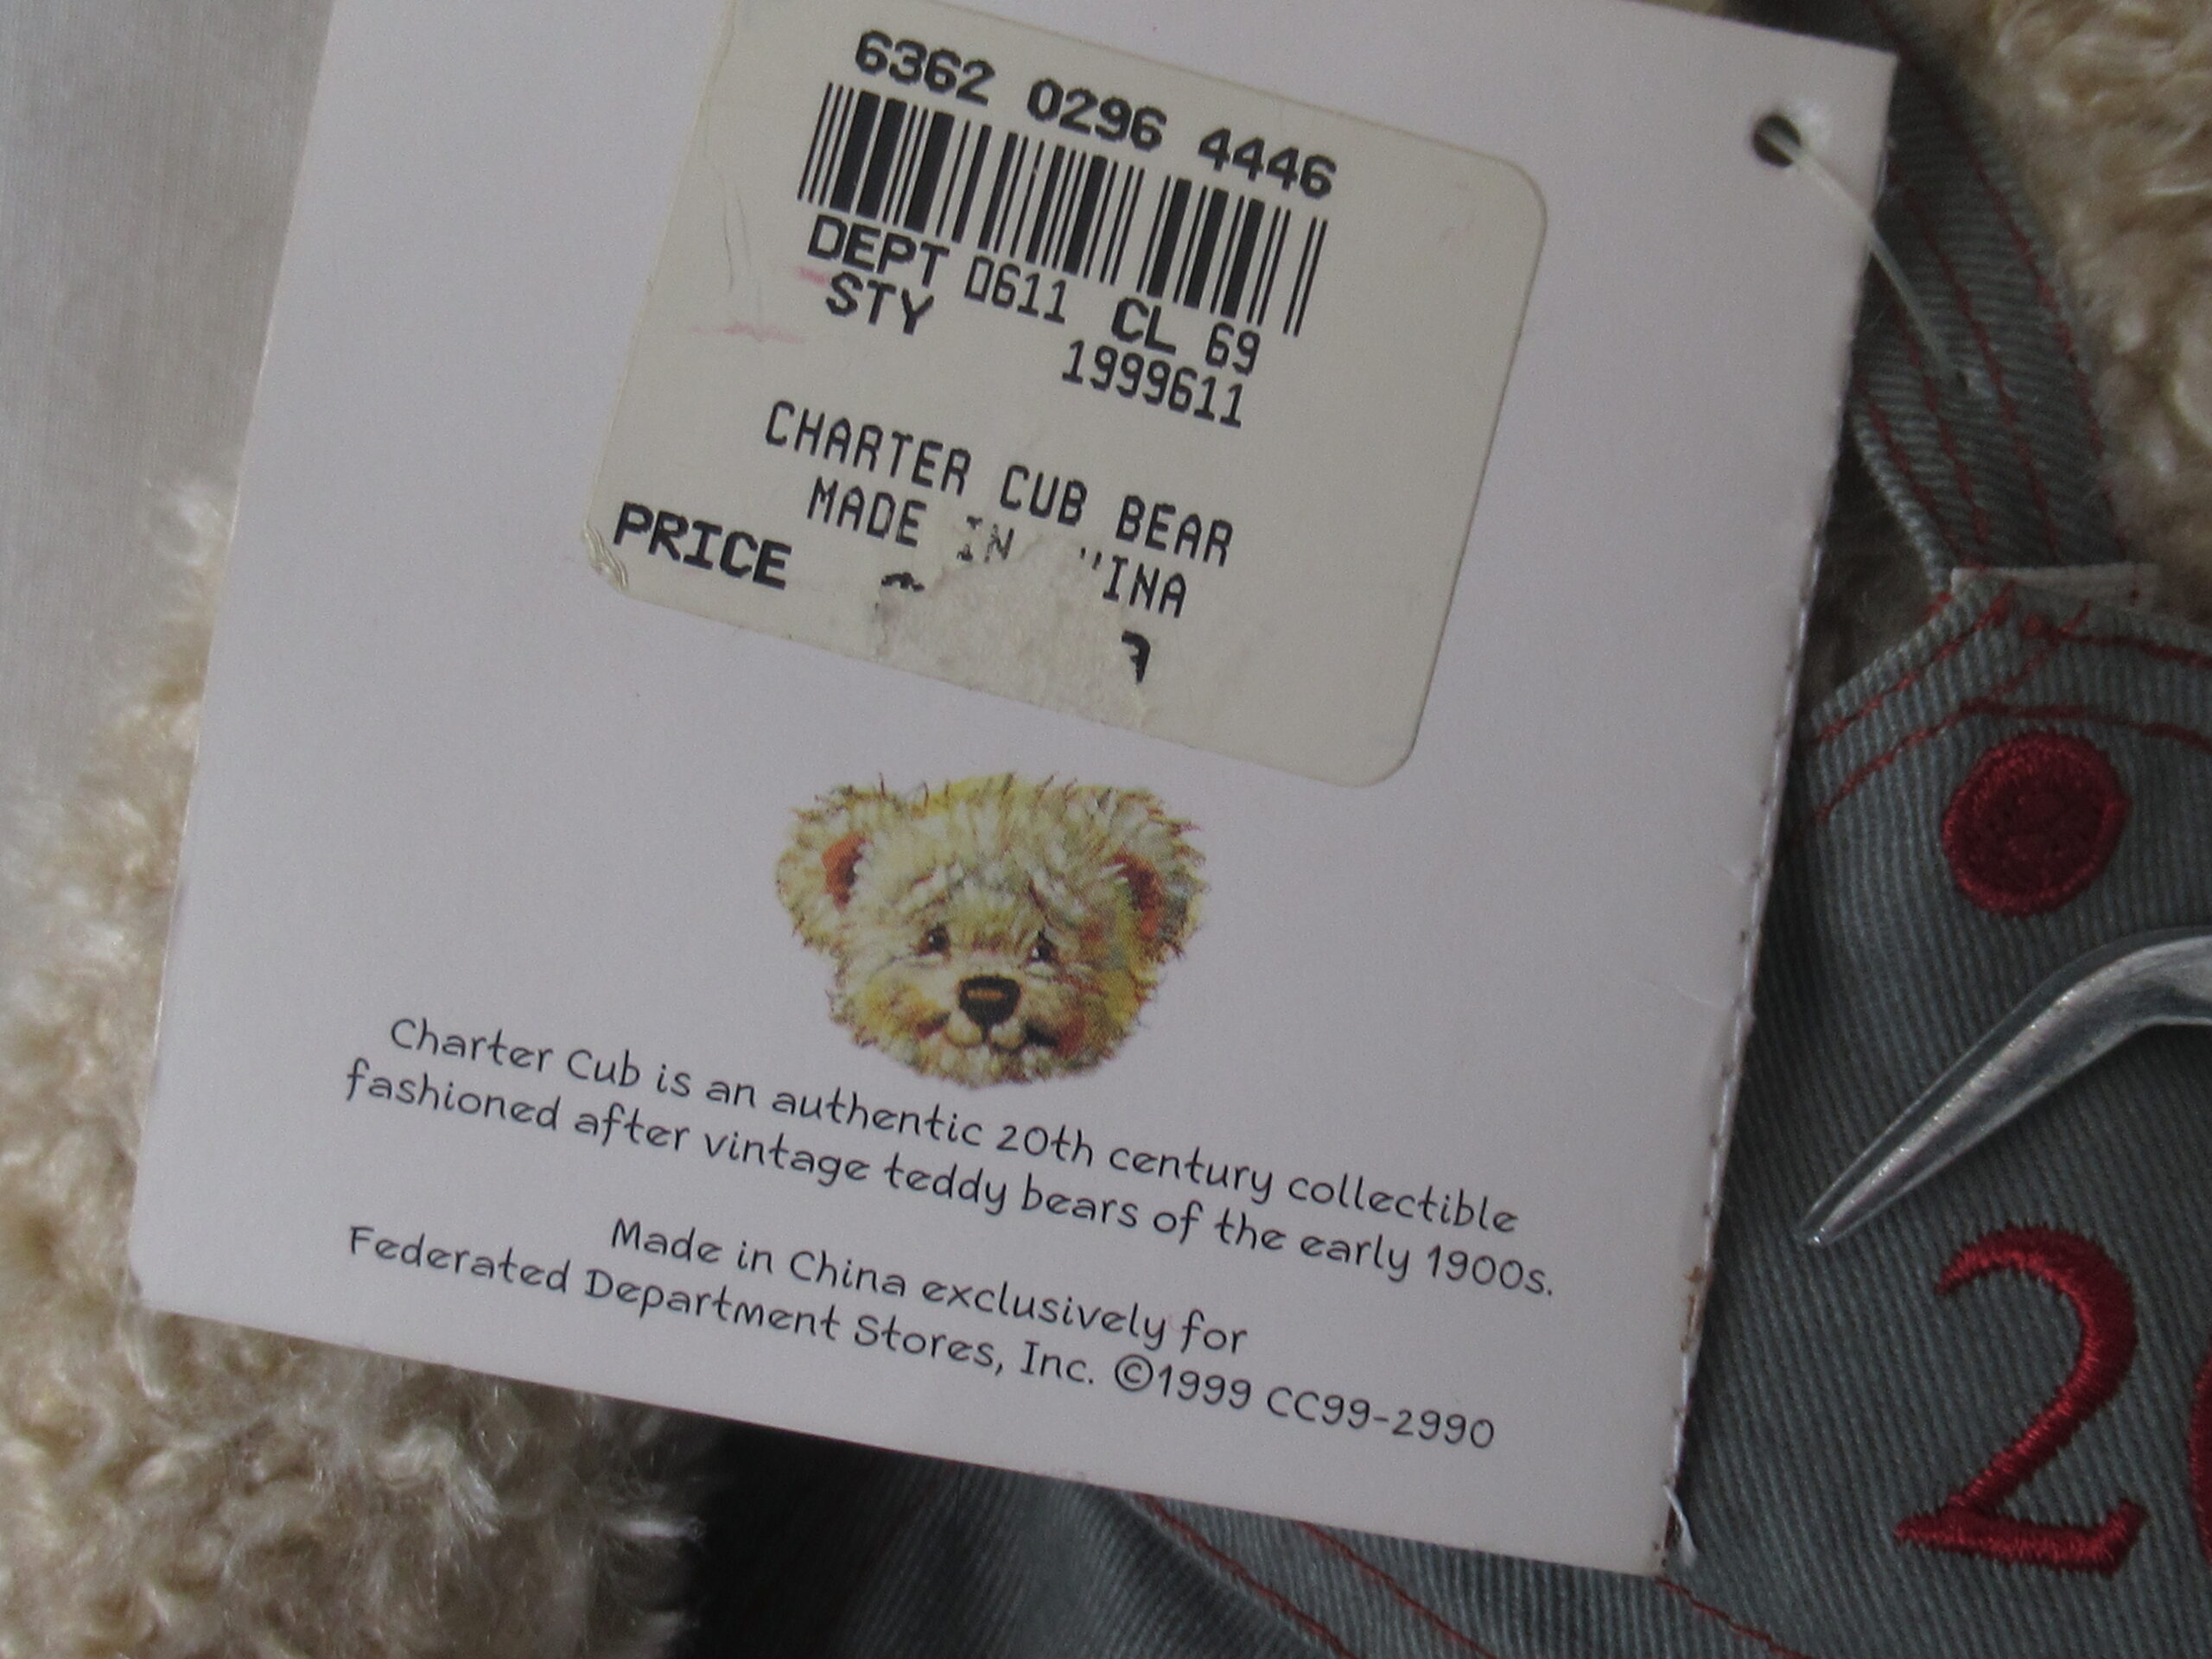 6362 0296 4446
DEPT 0611 CL 69
STY 1999611
CHARTER CUB BEAR
MADE IN
PRICE
Charter Cub is an authentic 20th century collectible
fashioned after vintage teddy bears of the early 1900s.
Made in China exclusively for
Federated Department Stores, Inc. ©1999 CC99-2990
2